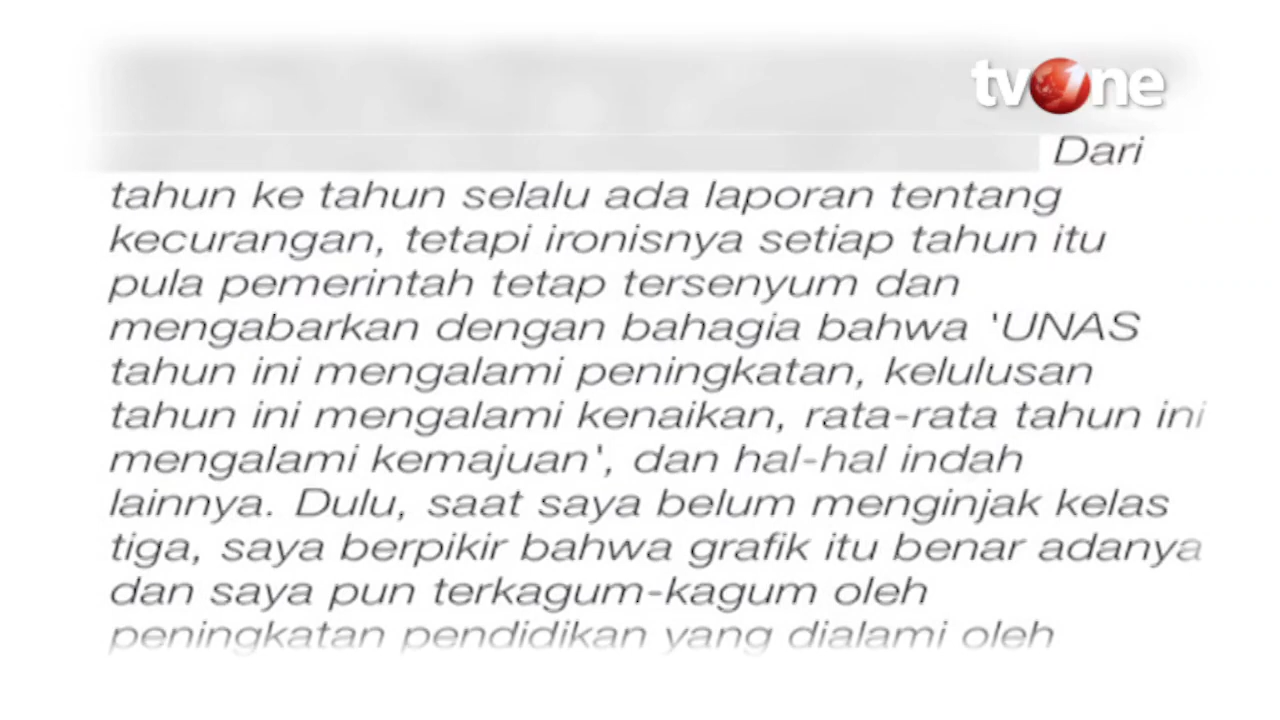 tvOne
Dari
tahun ke tahun selalu ada laporan tentang
kecurangan, tetapi ironisnya setiap tahun itu
pula pemerintah tetap tersenyum dan
mengabarkan dengan bahagia bahwa 'UNAS
tahun ini mengalami peningkatan, kelulusan
tahun ini mengalami kenaikan, rata-rata tahun ini
mengalami kemajuan', dan hal-hal indah
lainnya. Dulu, saat saya belum menginjak kelas
tiga, saya berpikir bahwa grafik itu benar adanya
dan saya pun terkagum-kagum oleh
peningkatan pendidikan yang dialami oleh